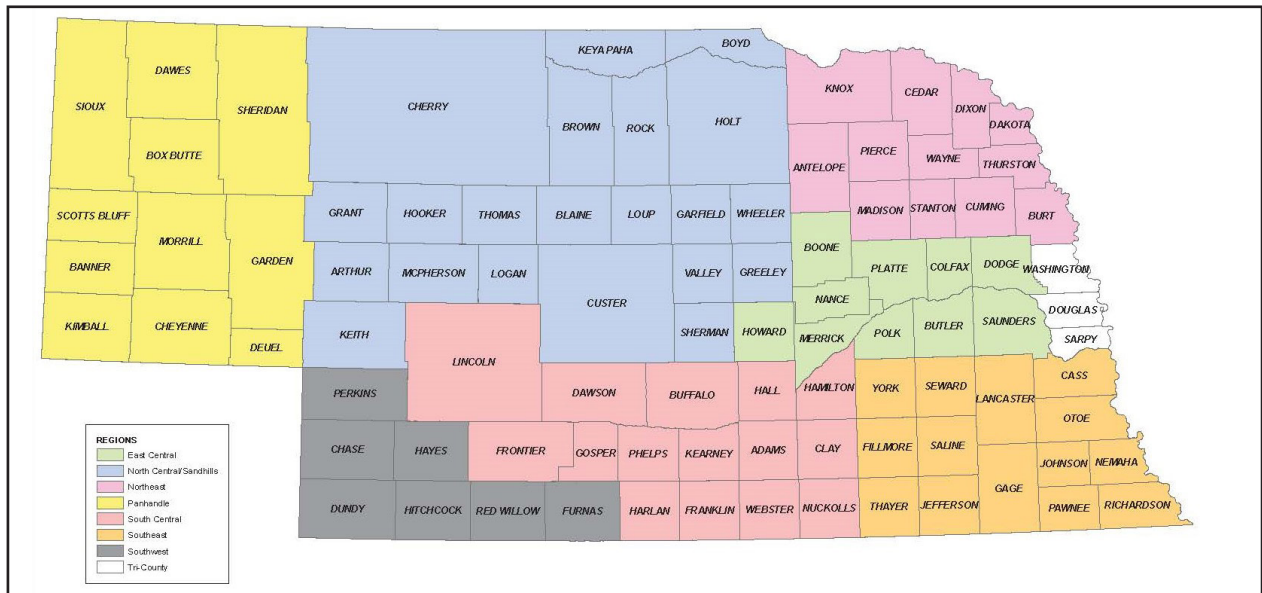 KEYA PAHA
BOYD
DAWES
SIOUX
SHERIDAN
CHERRY
BROWN
ROCK
HOLT
KNOX
CEDAR
DIXON
DAKOTA
BOX BUTTE
ANTELOPE
PIERCE
WAYNE
THURSTON
SCOTTS BLUFF
MORRILL
GARDEN
GRANT
HOOKER
THOMAS
BLAINE
LOUP
GARFIELD
WHEELER
MADISON
STANTON
CUMING
BURT
BANNER
ARTHUR
MCPHERSON
LOGAN
CUSTER
VALLEY
GREELEY
BOONE
PLATTE
COLFAX
DODGE
WASHINGTON
KIMBALL
CHEYENNE
DEUEL
KEITH
LINCOLN
SHERMAN
HOWARD
NANCE
MERRICK
POLK
BUTLER
SAUNDERS
DOUGLAS
SARPY
PERKINS
DAWSON
BUFFALO
HALL
HAMILTON
YORK
SEWARD
LANCASTER
CASS
OTOE
CHASE
HAYES
FRONTIER
GOSPER
PHELPS
KEARNEY
ADAMS
CLAY
FILLMORE
SALINE
GAGE
JOHNSON
NEMAHA
DUNDY
HITCHCOCK
RED WILLOW
FURNAS
HARLAN
FRANKLIN
WEBSTER
NUCKOLLS
THAYER
JEFFERSON
PAWNEE
RICHARDSON
REGIONS
East Central
North Central/Sandhills
Northeast
Panhandle
South Central
Southeast
Southwest
Tri-County